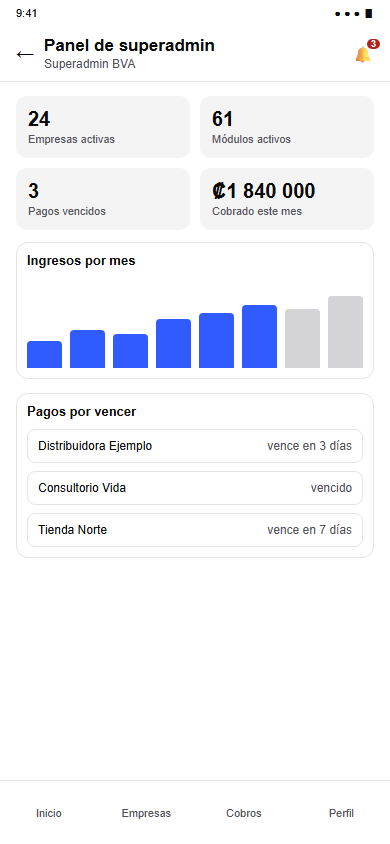 9:41
Panel de superadmin
Superadmin BVA
3
24
Empresas activas
61
Módulos activos
3
Pagos vencidos
₡1 840 000
Cobrado este mes
Ingresos por mes
Pagos por vencer
Distribuidora Ejemplo vence en 3 días
Consultorio Vida vencido
Tienda Norte vence en 7 días
Inicio Empresas Cobros Perfil